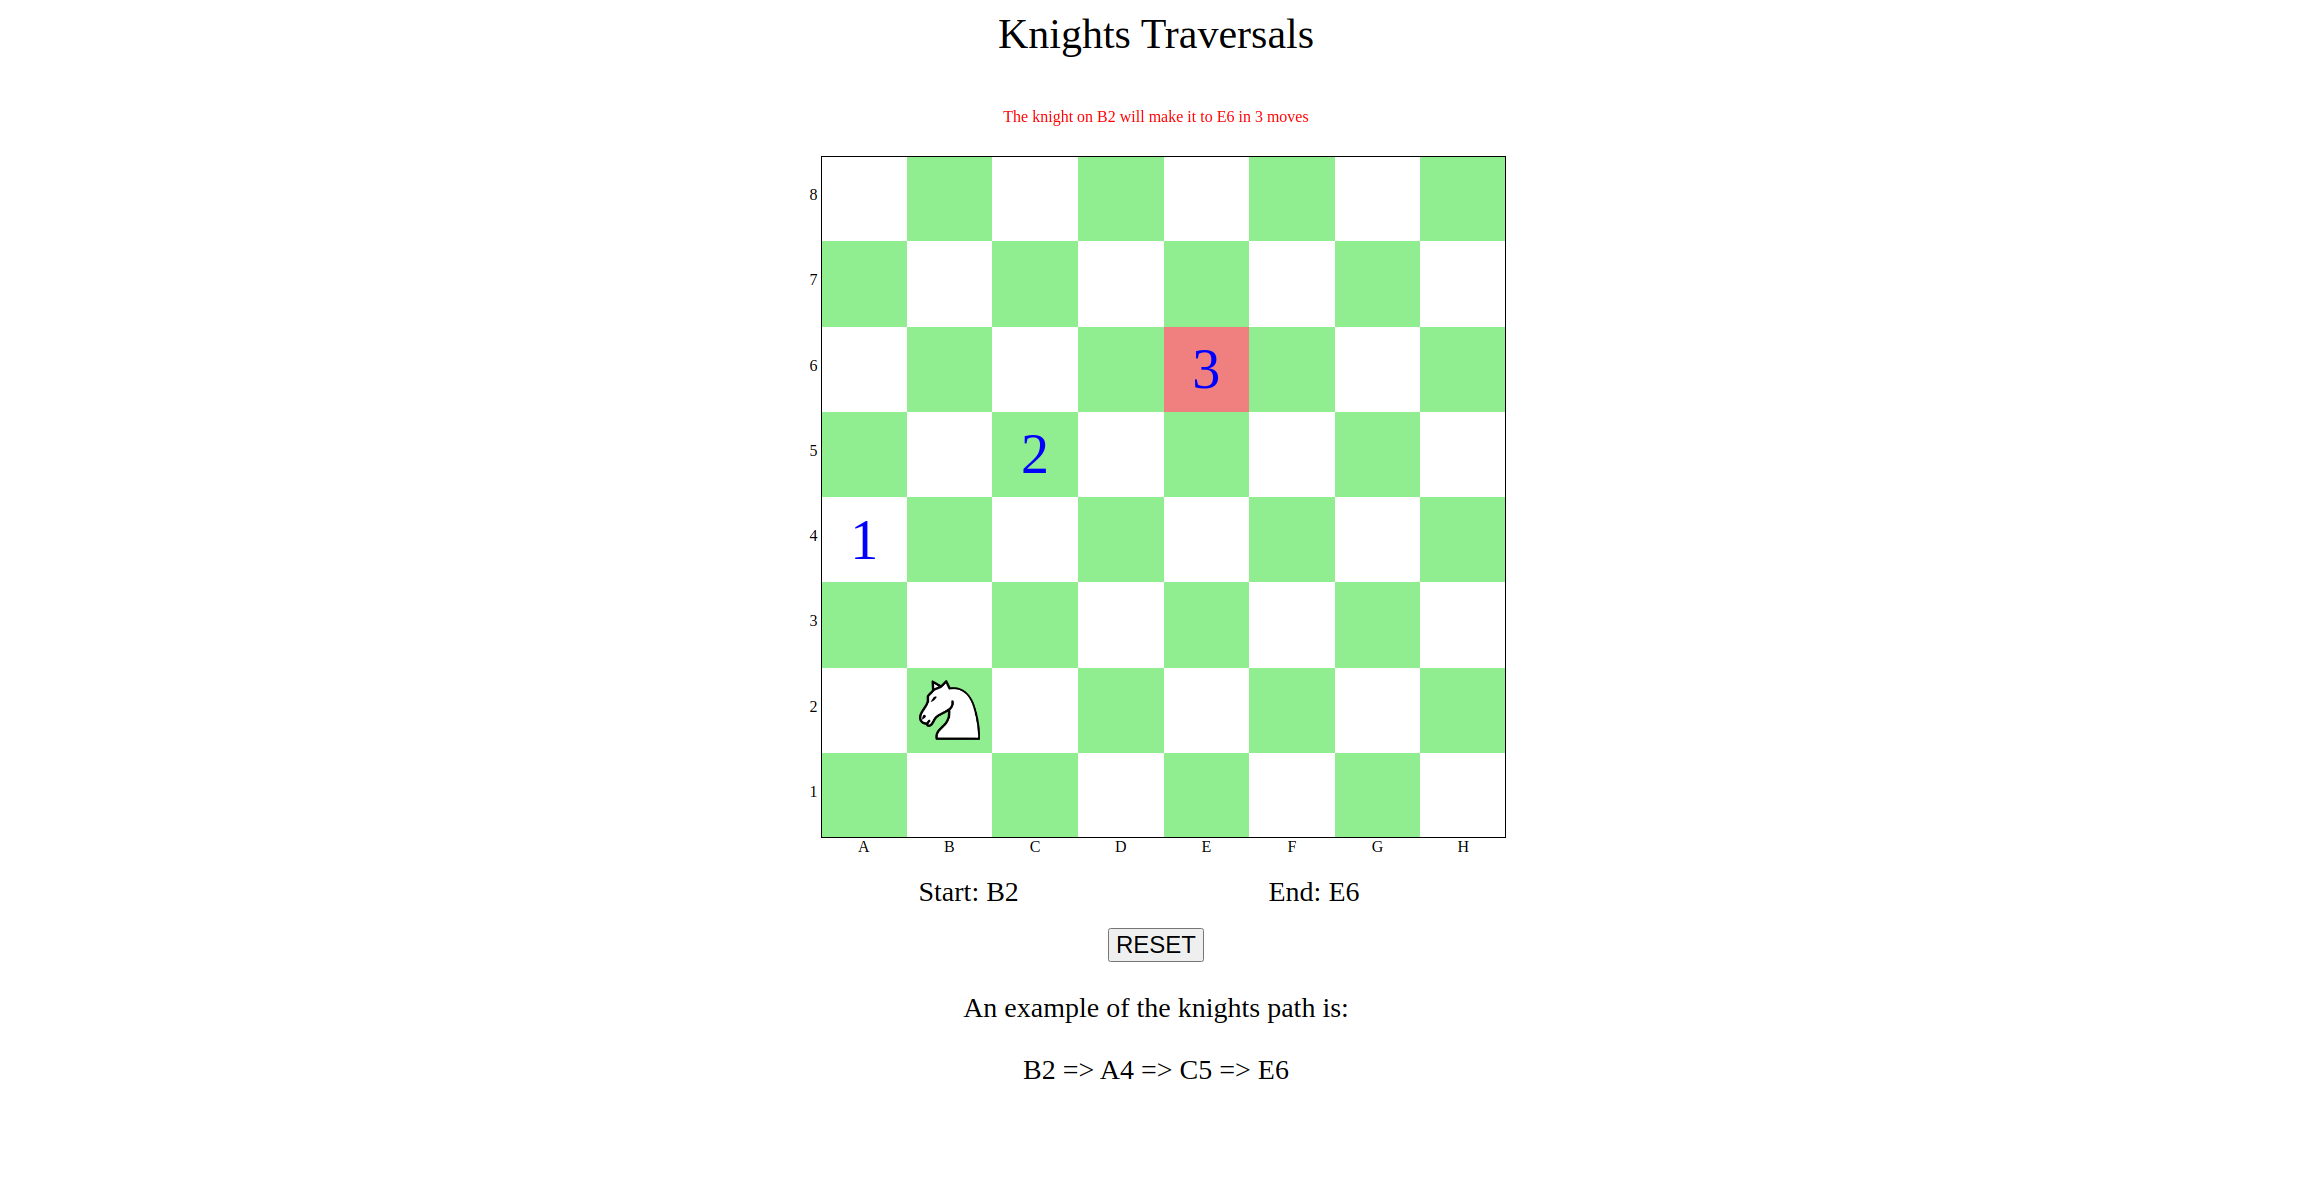 Knights Traversals
The knight on B2 will make it to E6 in 3 moves
8
7
6 3
5 2
4 1
3
2
1
A B C D E F G H
Start: B2 End: E6
RESET
An example of the knights path is:
B2 => A4 => C5 => E6